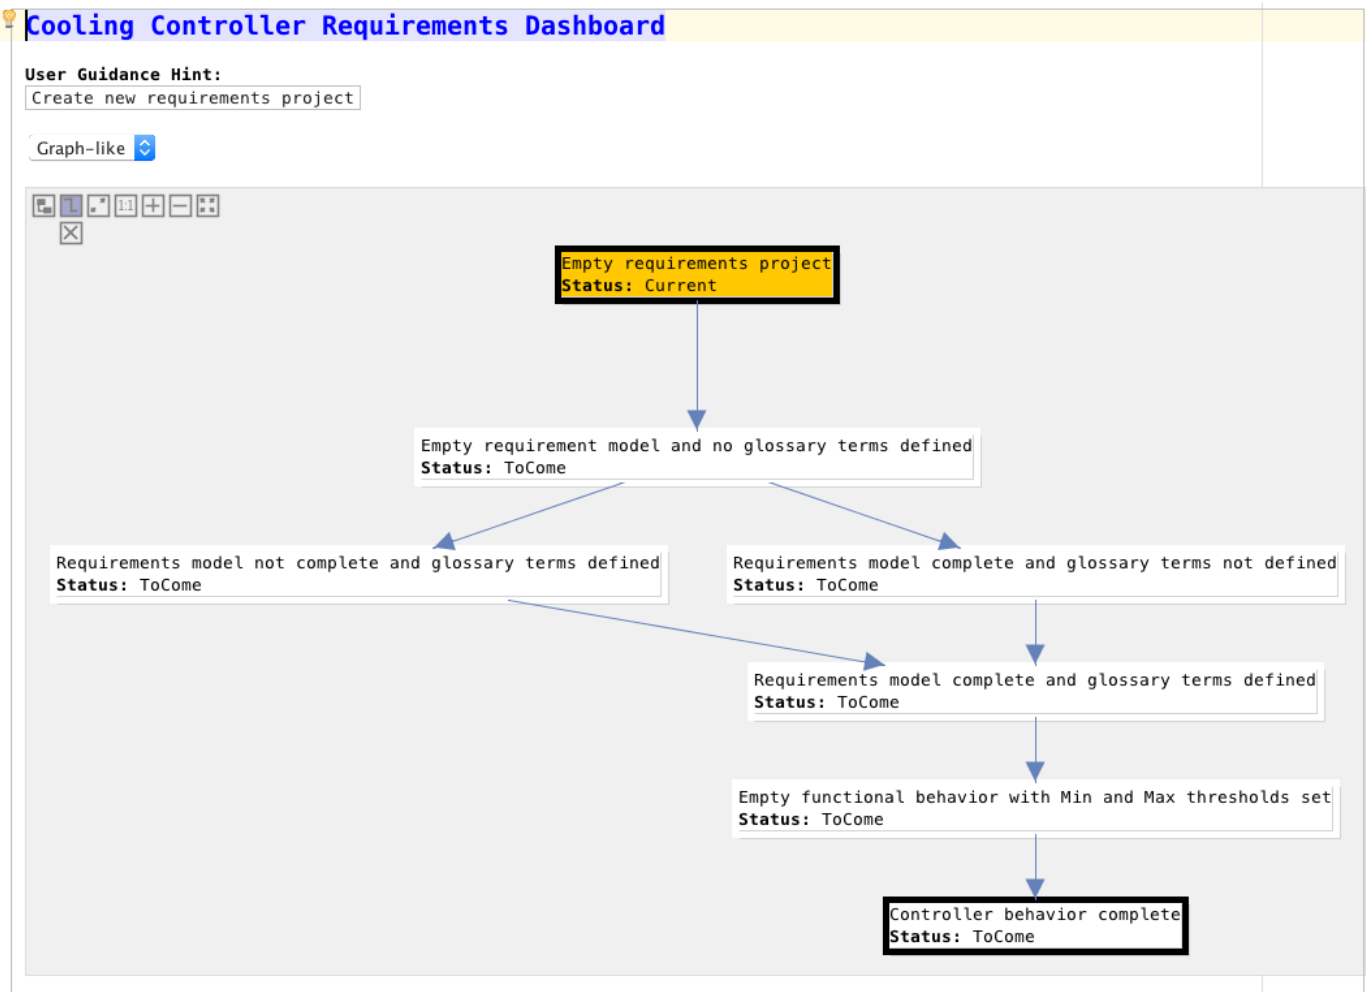 Cooling Controller Requirements Dashboard
User Guidance Hint:
Create new requirements project
Graph-like
1:1
Empty requirements project
Status: Current
Empty requirement model and no glossary terms defined
Status: ToCome
Requirements model not complete and glossary terms defined
Status: ToCome
Requirements model complete and glossary terms not defined
Status: ToCome
Requirements model complete and glossary terms defined
Status: ToCome
Empty functional behavior with Min and Max thresholds set
Status: ToCome
Controller behavior complete
Status: ToCome